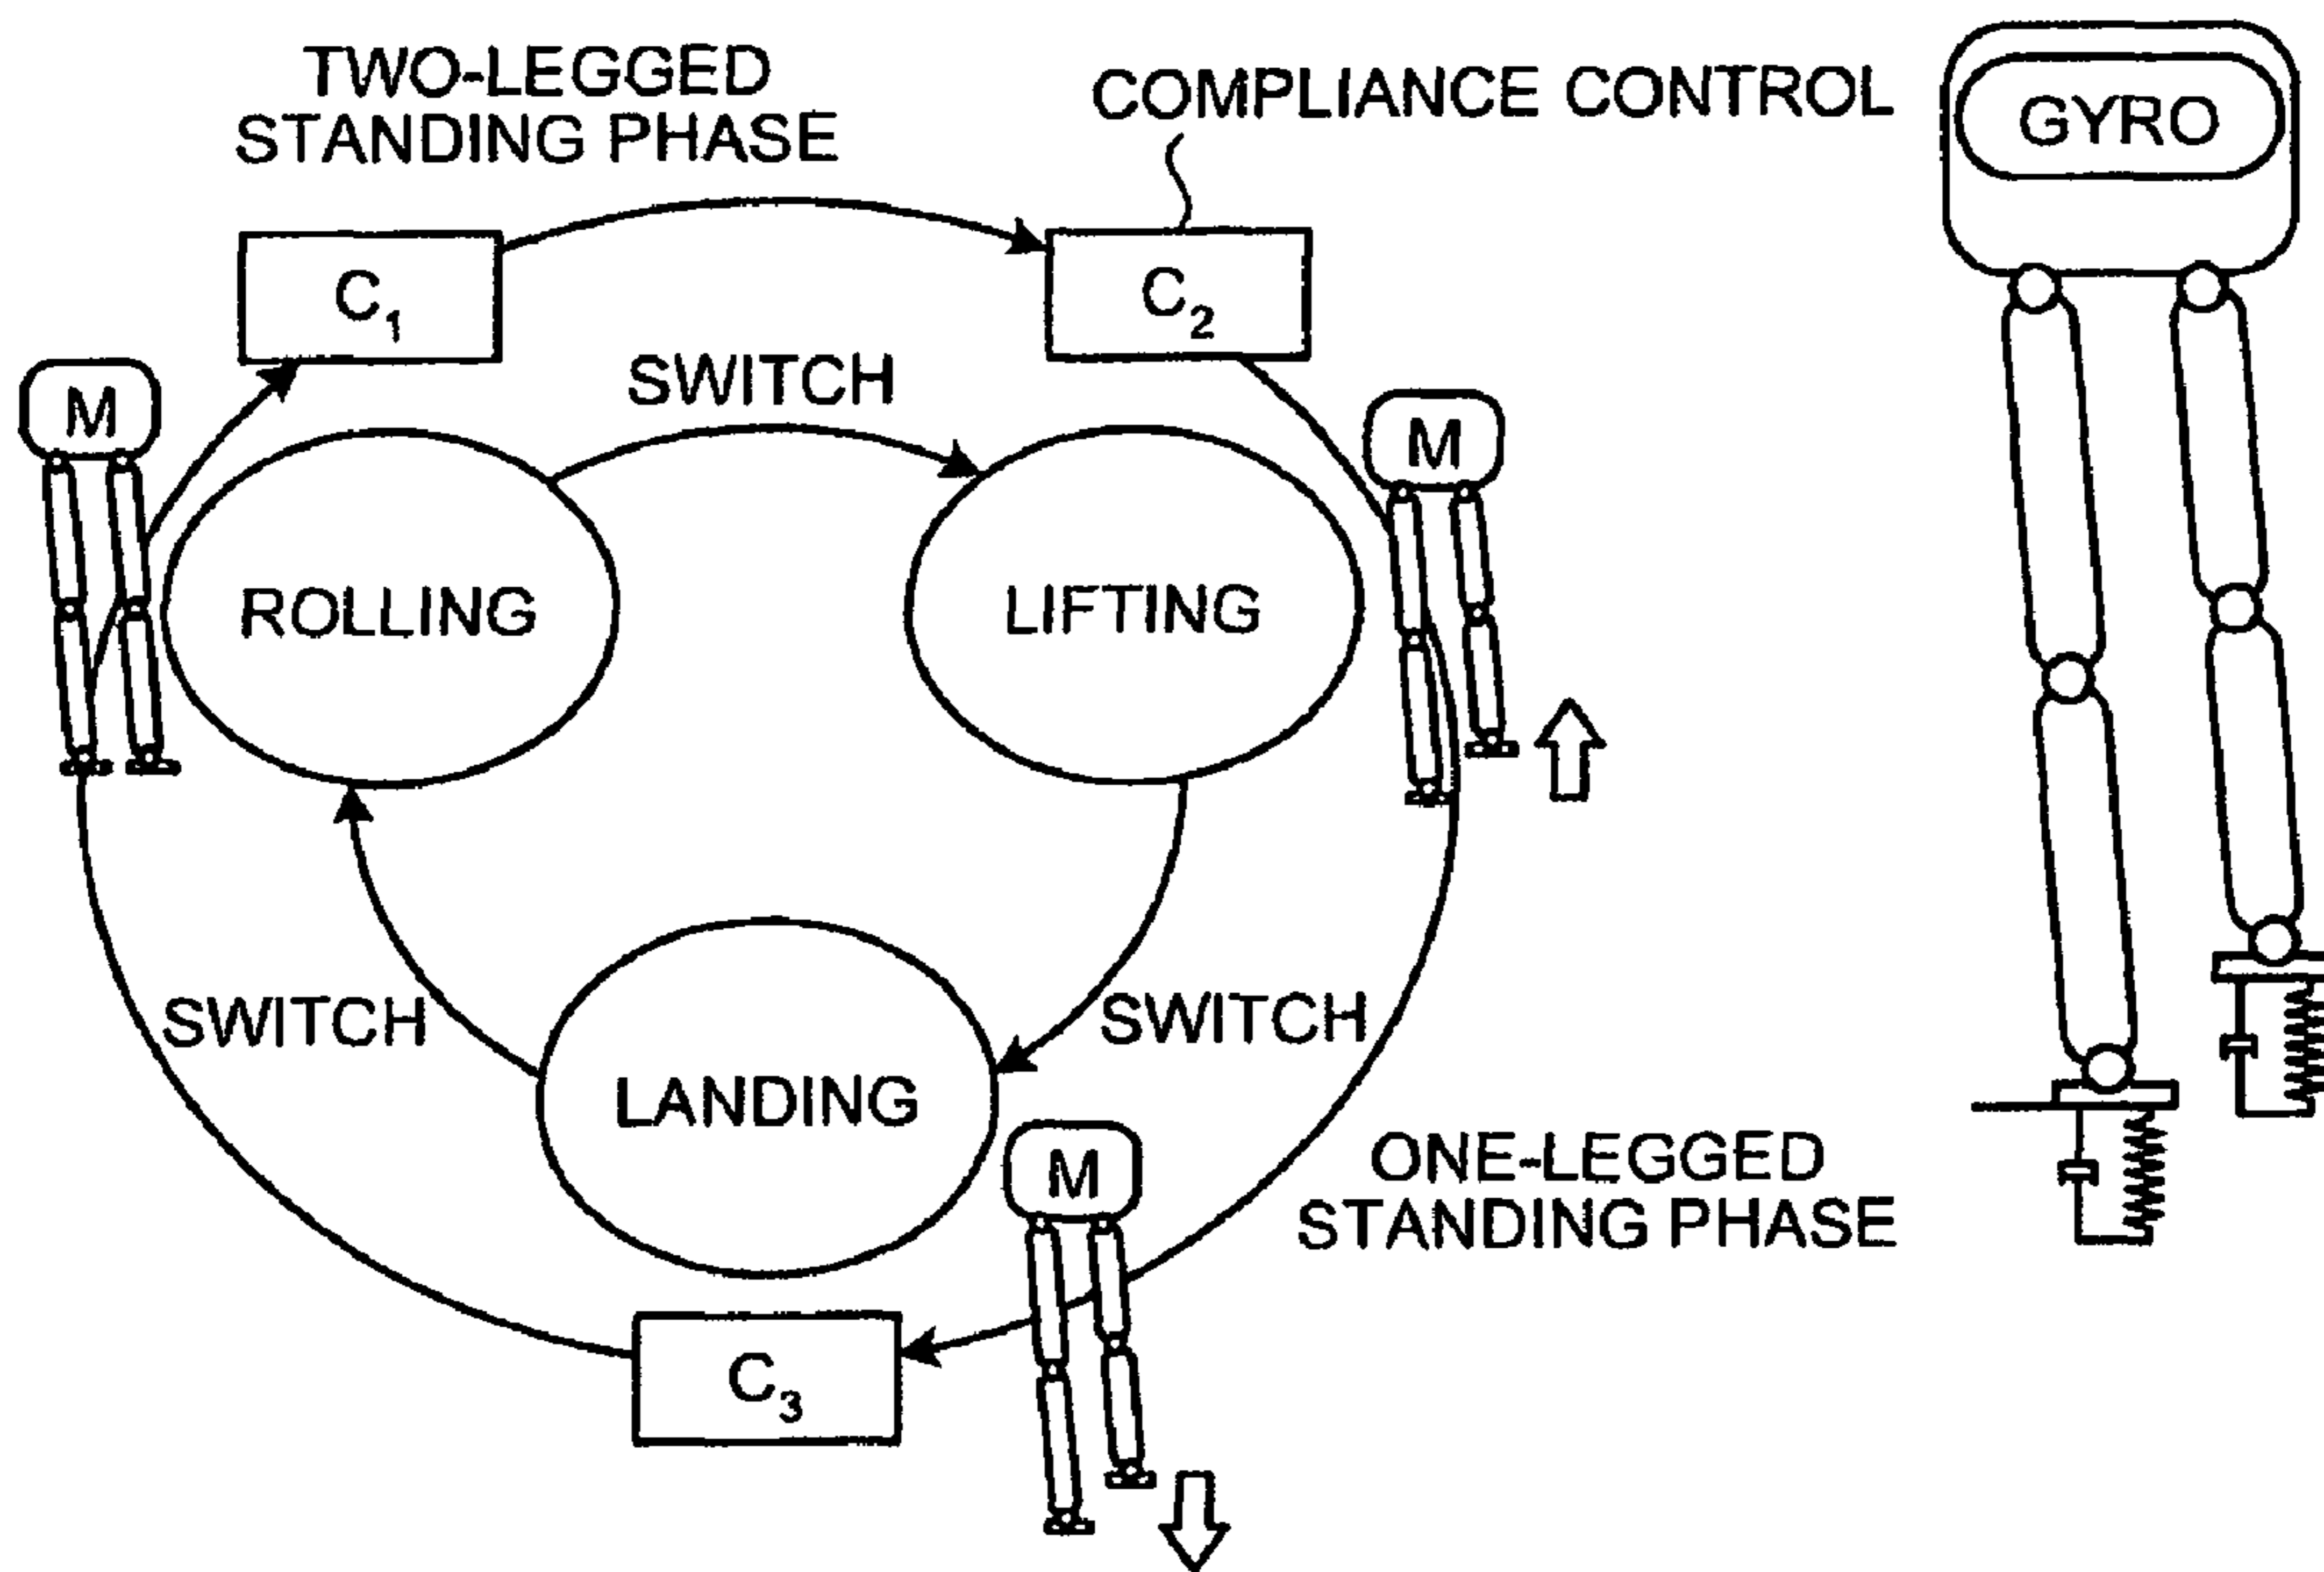 TWO-LEGGED
STANDING PHASE
COMPLIANCE CONTROL
GYRO
C1
C2
SWITCH
M
M
ROLLING
LIFTING
SWITCH
SWITCH
LANDING
M
ONE-LEGGED
STANDING PHASE
C3